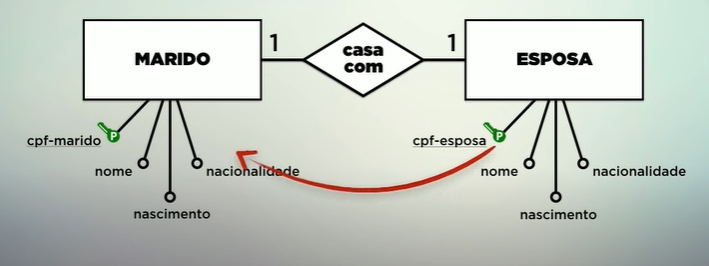 MARIDO
1
casa
com
1
ESPOSA
cpf-marido
P
nome
nacionalidade
nascimento
cpf-esposa
P
nome
nacionalidade
nascimento